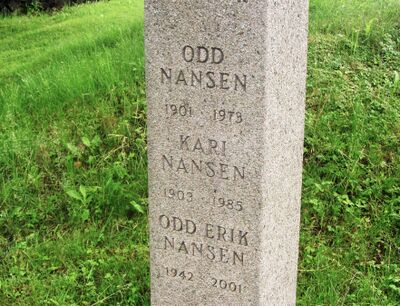 ODD
NANSEN
1901 1973
KARI
NANSEN
1903 1985
ODD ERIK
NANSEN
1942 2001